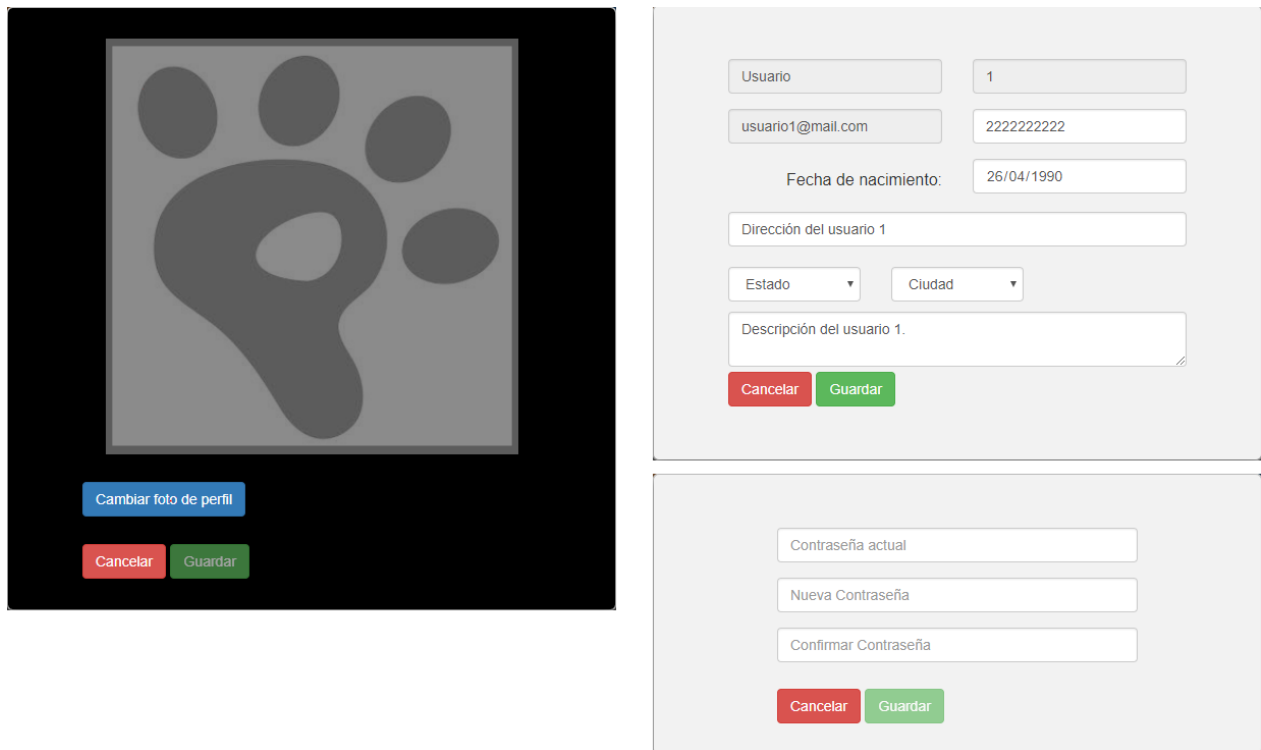 Cambiar foto de perfil
Cancelar Guardar
Usuario 1
usuario1@mail.com 2222222222
Fecha de nacimiento: 26/04/1990
Dirección del usuario 1
Estado Ciudad
Descripción del usuario 1.
Cancelar Guardar
Contraseña actual
Nueva Contraseña
Confirmar Contraseña
Cancelar Guardar